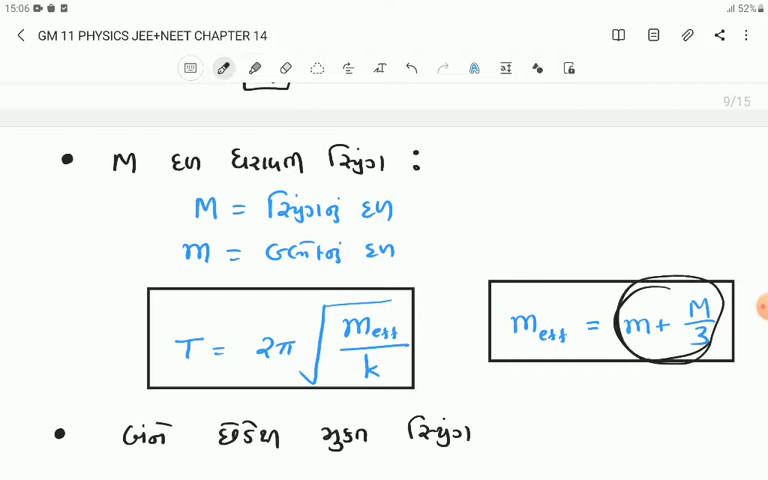 15:06 52%
GM 11 PHYSICS JEE+NEET CHAPTER 14
9/15
• M દળ ધરાવતી સ્પ્રિંગ :
M = સ્પ્રિંગનું દળ
m = બ્લોકનું દળ
T = 2π √(m_eff / k)
m_eff = m + M/3
• બંને છેડેથી મુક્ત સ્પ્રિંગ